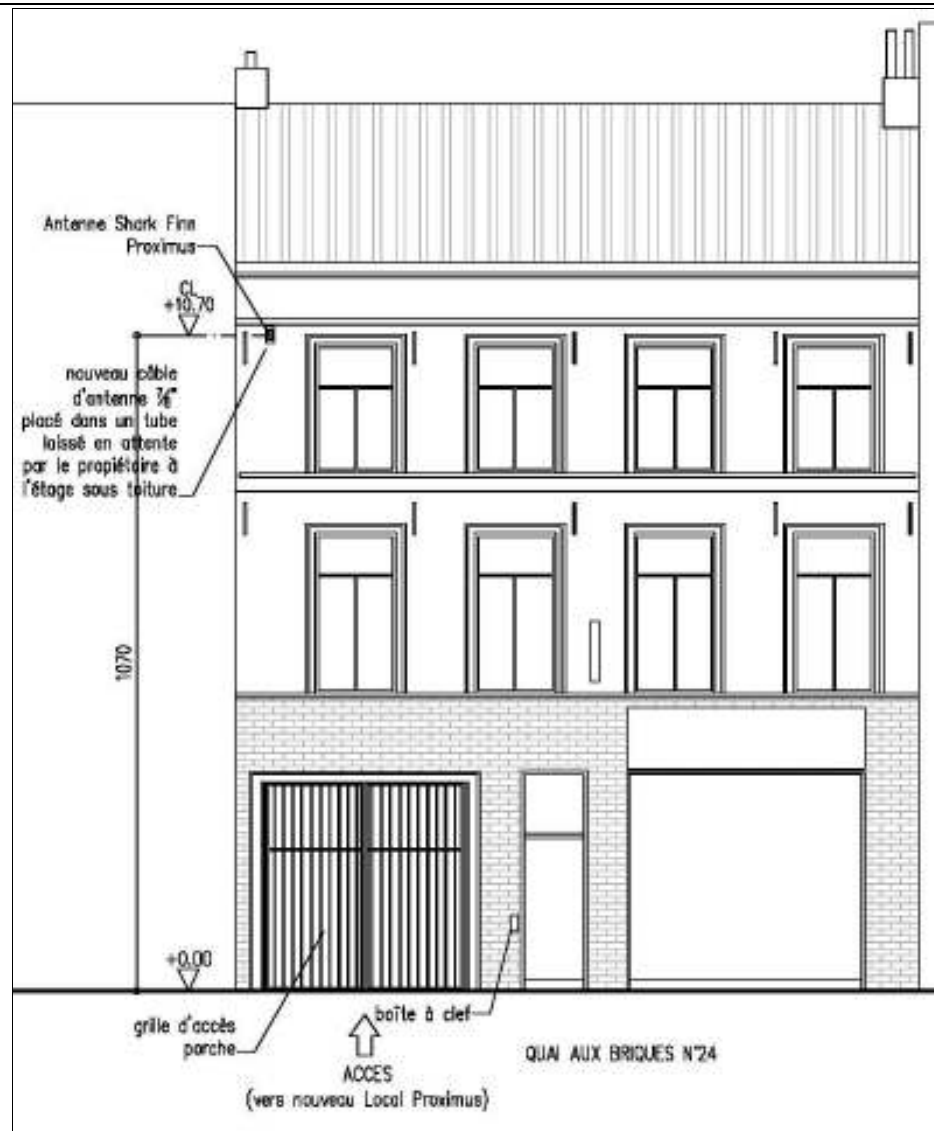 Antenne Shark Finn
Proximus
CL
+10.70
nouveau câble
d'antenne ⅞"
placé dans un tube
laissé en attente
par le propiétaire à
l'étage sous toiture
1070
+0.00
grille d'accès
porche
boîte à clef
ACCES
(vers nouveau Local Proximus)
QUAI AUX BRIQUES N°24